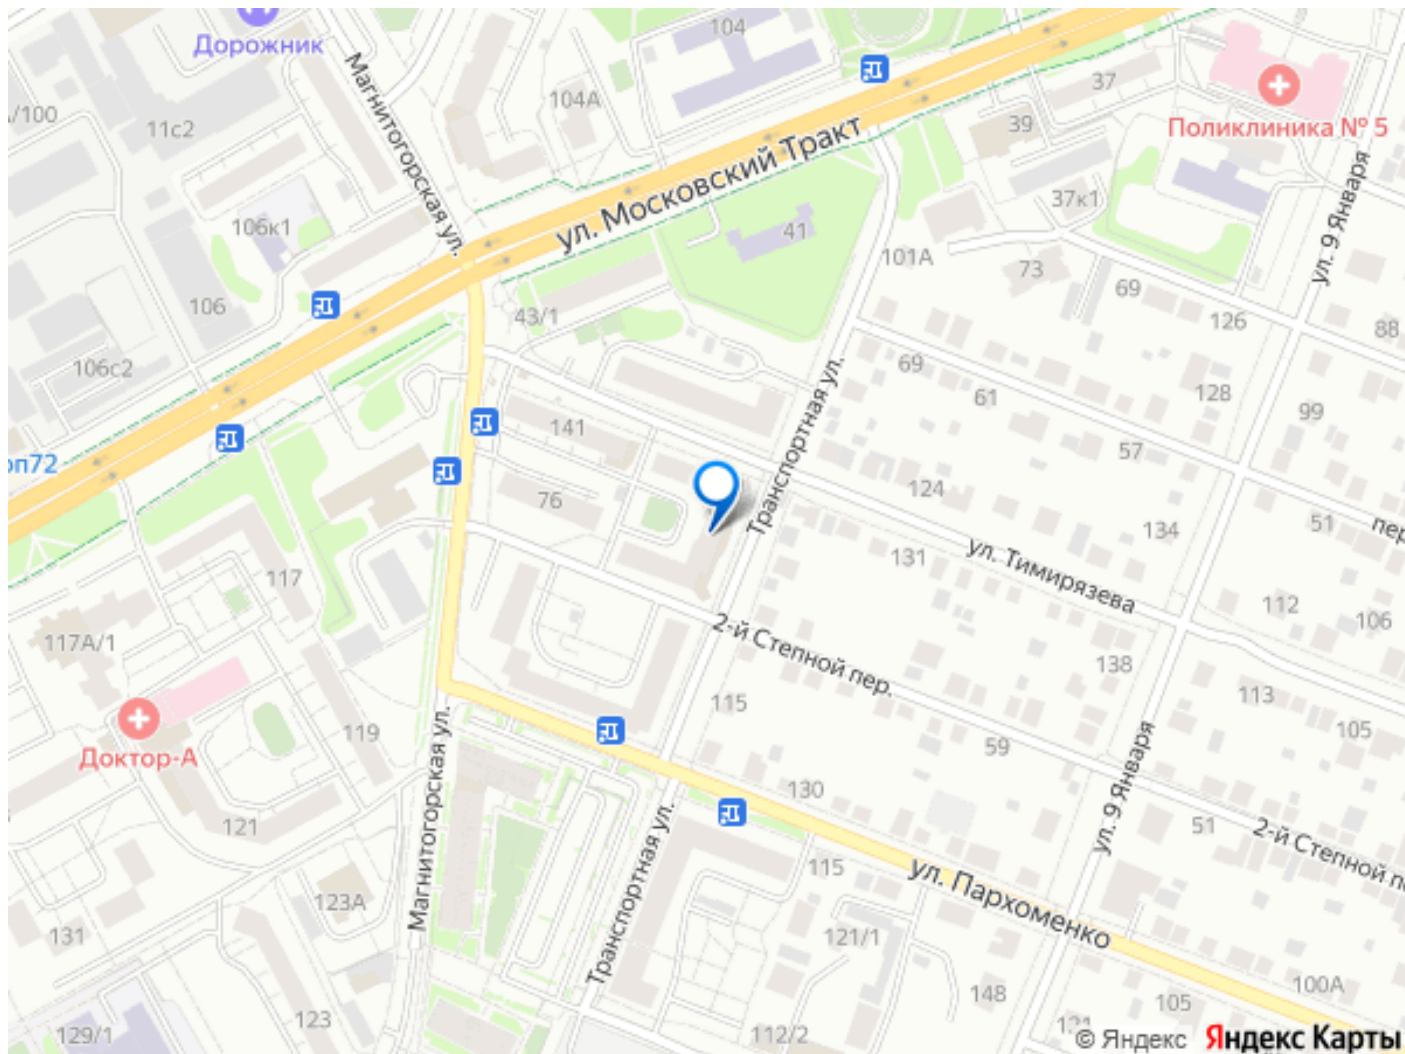 Дорожник
104
37
Поликлиника № 5
/100
11с2
104А
39
Магнитогорская ул.
ул. Московский Тракт
ул. 9 Января
37к1
106к1
41
101А
73
69
106
43/1
126
88
106с2
69
61
128
99
141
Транспортная ул.
57
оп72
76
124
134
51
пер
131
ул. Тимирязева
117
112
106
117А/1
2-й Степной пер.
138
113
115
105
119
59
Доктор-А
Магнитогорская ул.
130
ул. 9 Января
121
51
2-й Степной п
115
ул. Пархоменко
123А
Транспортная ул.
131
121/1
148
100А
105
123
129/1
112/2
© Яндекс Яндекс Карты